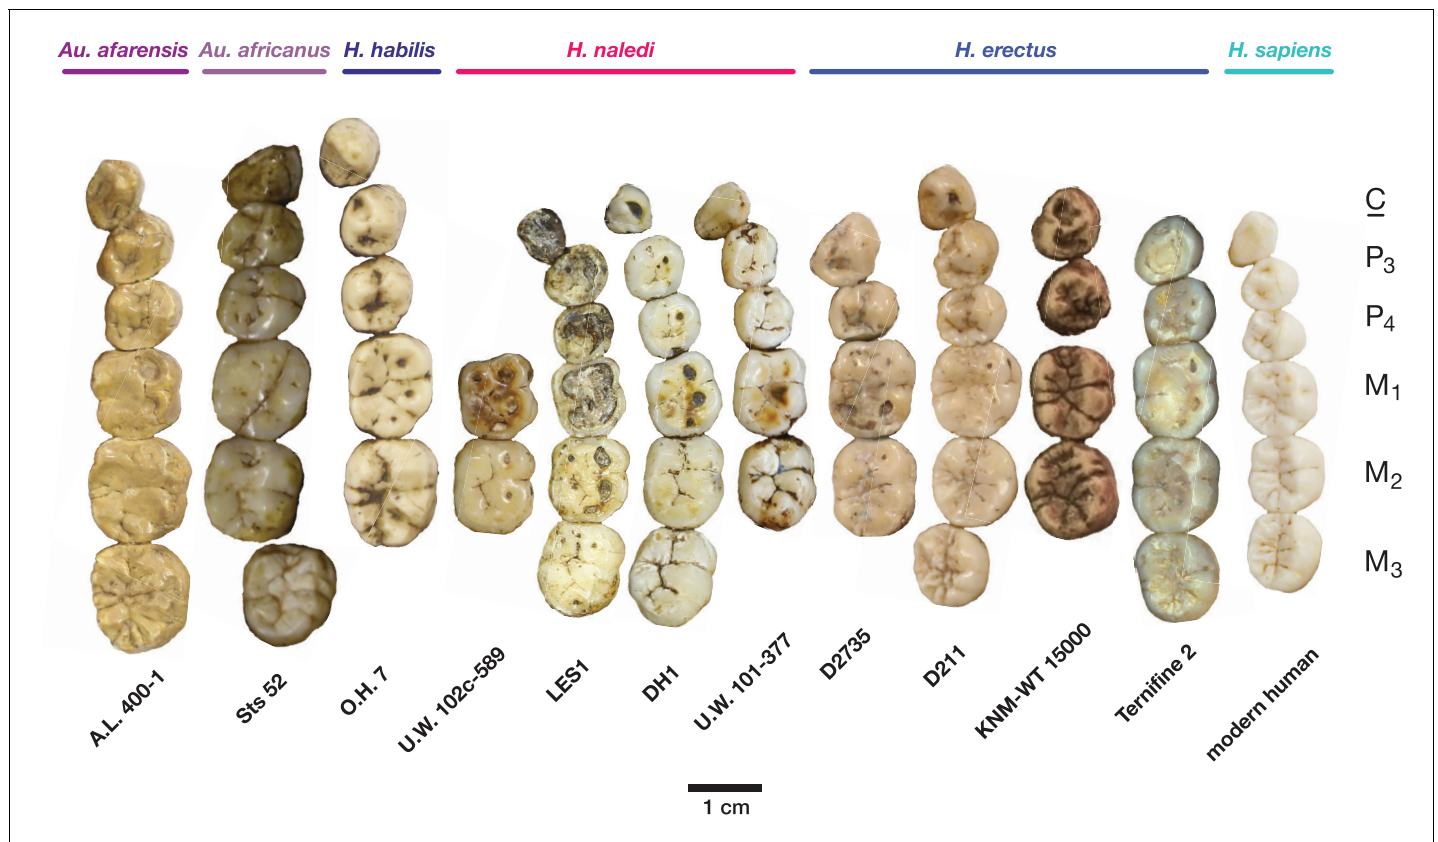 Au. afarensis Au. africanus H. habilis H. naledi H. erectus H. sapiens
C
P3
P4
M1
M2
M3
A.L. 400-1
Sts 52
O.H. 7
U.W. 102c-589
LES1
DH1
U.W. 101-377
D2735
D211
KNM-WT 15000
Ternifine 2
modern human
1 cm